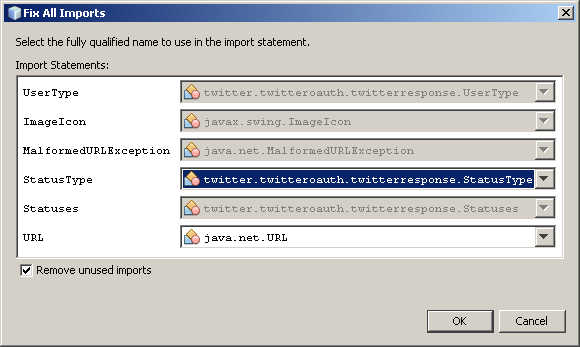 Fix All Imports
Select the fully qualified name to use in the import statement.
Import Statements:
UserType twitter.twitteroauth.twitterresponse.UserType
ImageIcon javax.swing.ImageIcon
MalformedURLException java.net.MalformedURLException
StatusType twitter.twitteroauth.twitterresponse.StatusType
Statuses twitter.twitteroauth.twitterresponse.Statuses
URL java.net.URL
Remove unused imports
OK Cancel